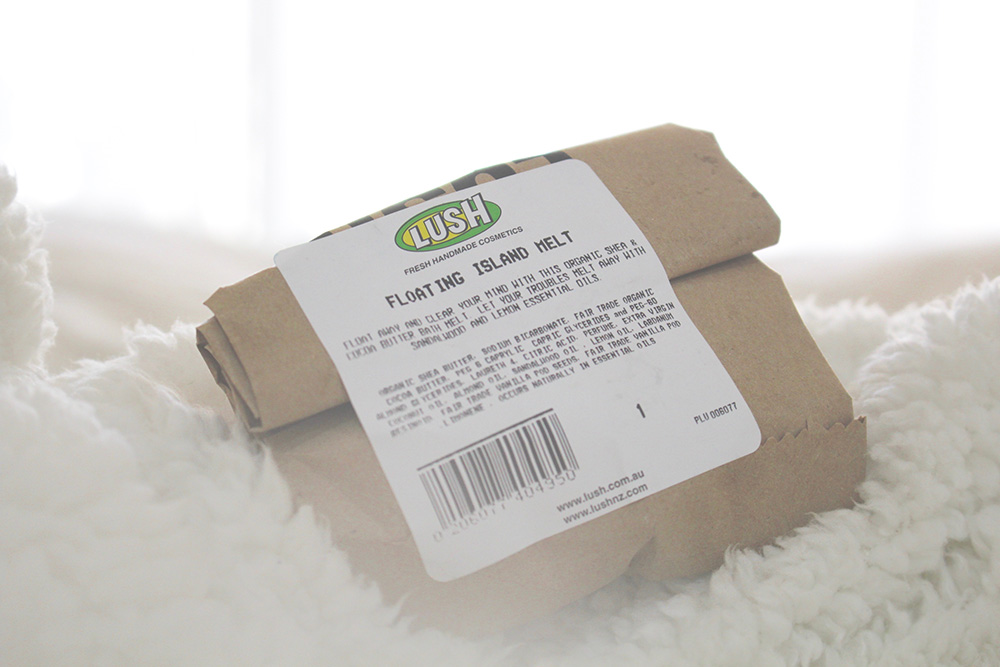 LUSH
FRESH HANDMADE COSMETICS
FLOATING ISLAND MELT
FLOAT AWAY AND CLEAR YOUR MIND WITH THIS ORGANIC SHEA &
COCOA BUTTER BATH MELT. LET YOUR TROUBLES MELT AWAY WITH
SANDALWOOD AND LEMON ESSENTIAL OILS.
ORGANIC SHEA BUTTER, SODIUM BICARBONATE, FAIR TRADE ORGANIC
COCOA BUTTER, PEG 6 CAPRYLIC CAPRIC GLYCERIDES and PEG-60
ALMOND GLYCERIDES, LAURETH 4, CITRIC ACID, PERFUME, EXTRA VIRGIN
COCONUT OIL, ALMOND OIL, SANDALWOOD OIL, LEMON OIL, LABDANUM
RESINOID, FAIR TRADE VANILLA POD SEEDS, FAIR TRADE VANILLA POD
LIMONENE. OCCURS NATURALLY IN ESSENTIAL OILS
1
PLU 006077
0 206077 404950
www.lush.com.au
www.lushnz.com